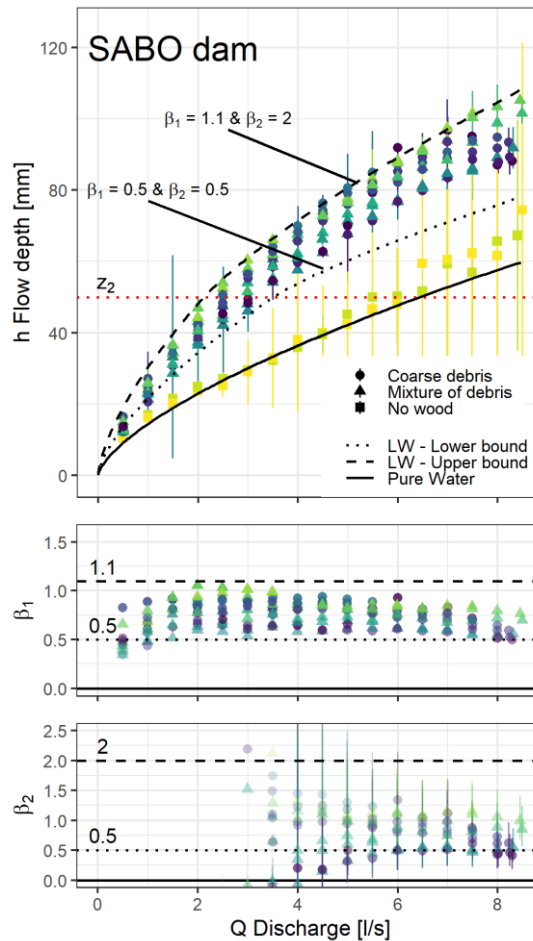 SABO dam
120
80
40
0
h Flow depth [mm]
β1 = 1.1 & β2 = 2
β1 = 0.5 & β2 = 0.5
z2
Coarse debris
Mixture of debris
No wood
LW - Lower bound
LW - Upper bound
Pure Water
1.5
1.0
0.5
0.0
β1
1.1
0.5
2.5
2.0
1.5
1.0
0.5
0.0
β2
2
0.5
0 2 4 6 8
Q Discharge [l/s]